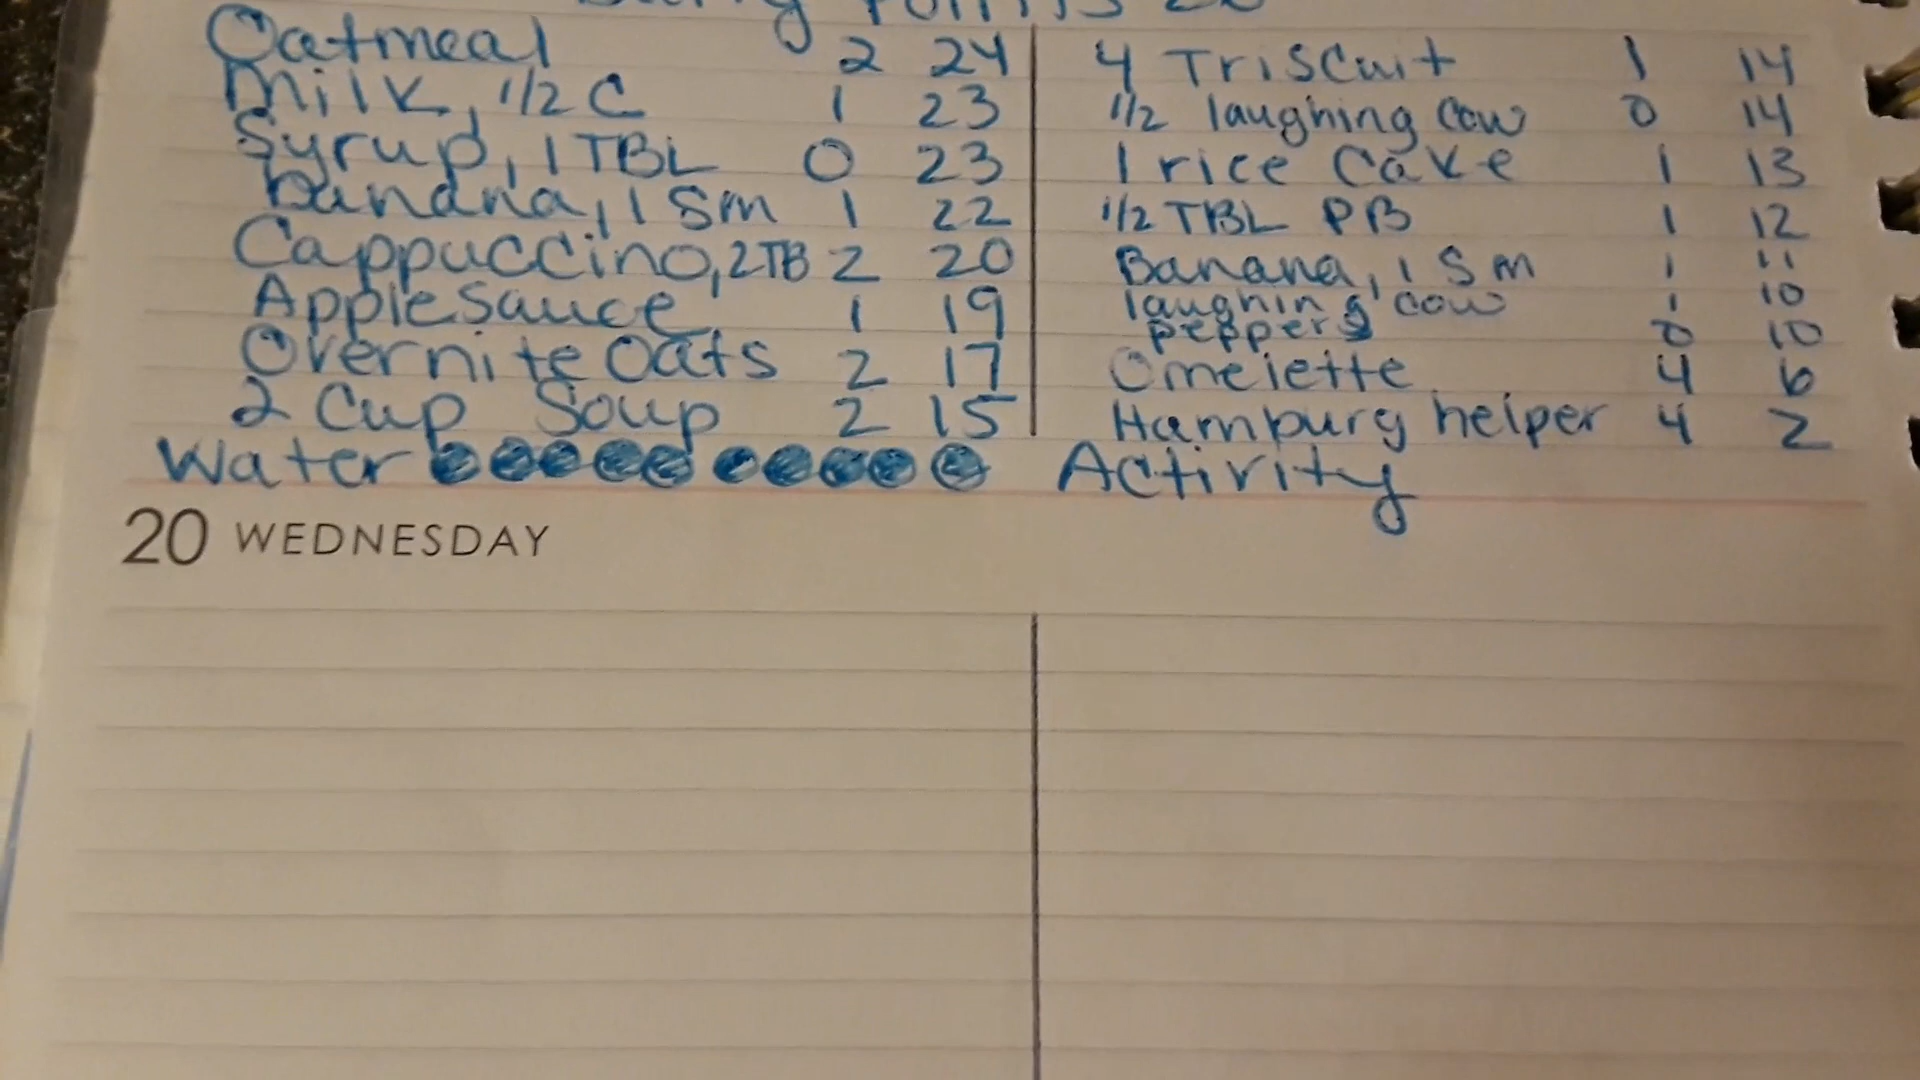 Points 26
Oatmeal 2 24
Milk, 1/2 C 1 23
Syrup, 1 TBL 0 23
banana, 1 Sm 1 22
Cappuccino, 2TB 2 20
Applesauce 1 19
Overnite Oats 2 17
2 Cup Soup 2 15
4 Triscuit 1 14
1/2 laughing cow 0 14
1 rice Cake 1 13
1/2 TBL PB 1 12
Banana, 1 Sm 1 11
laughing cow 1 10
peppers 0 10
Omelette 4 6
Hamburg helper 4 2
Water
Activity
20 WEDNESDAY